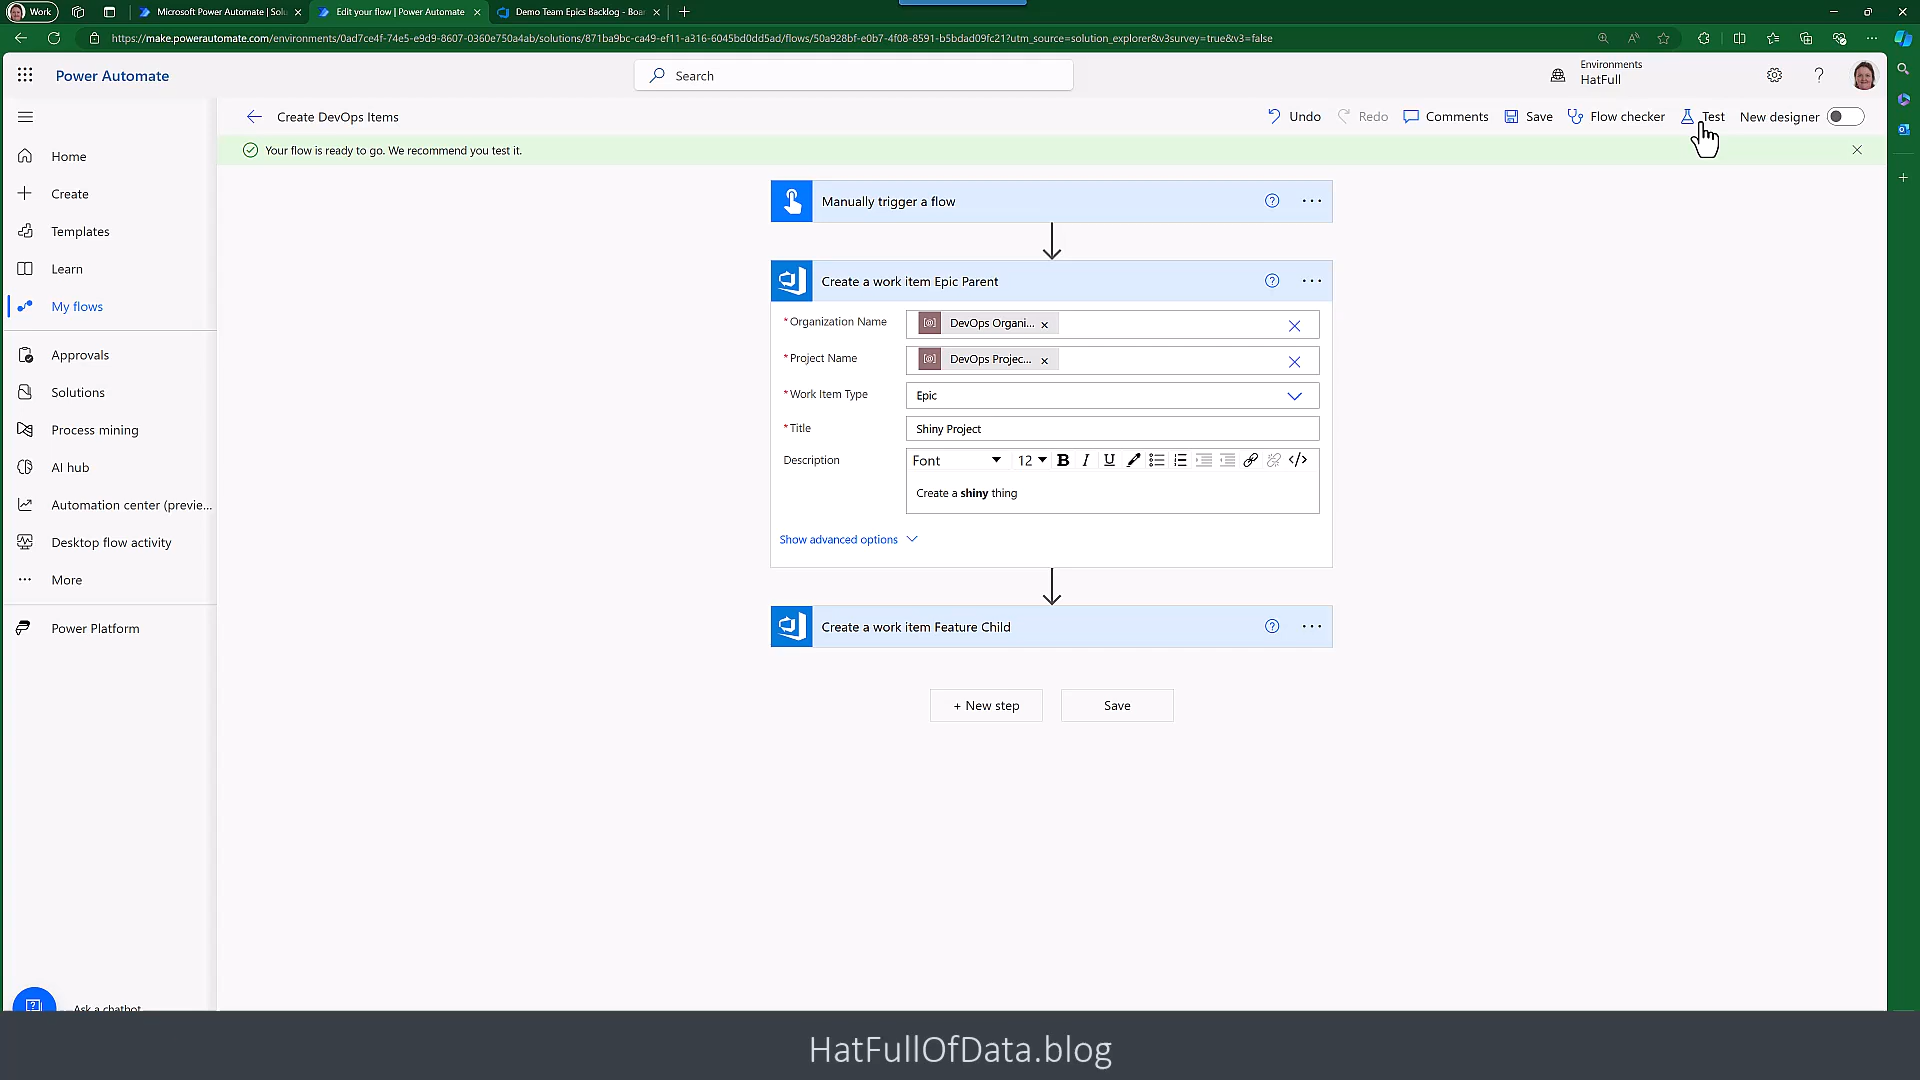 Work
Microsoft Power Automate | Solu
Edit your flow | Power Automate
Demo Team Epics Backlog - Boar
https://make.powerautomate.com/environments/0ad7ce4f-74e5-e9d9-8607-0360e750a4ab/solutions/871ba9bc-ca49-ef11-a316-6045bd0dd5ad/flows/50a928bf-e0b7-4f08-8591-b5bdad09fc21?utm_source=solution_explorer&v3survey=true&v3=false
Power Automate
Search
Environments
HatFull
Create DevOps Items
Undo
Redo
Comments
Save
Flow checker
Test
New designer
Your flow is ready to go. We recommend you test it.
Home
Create
Templates
Learn
My flows
Approvals
Solutions
Process mining
AI hub
Automation center (previe...
Desktop flow activity
More
Power Platform
Ask a chatbot
Manually trigger a flow
Create a work item Epic Parent
* Organization Name
DevOps Organi...
* Project Name
DevOps Projec...
* Work Item Type
Epic
* Title
Shiny Project
Description
Font
12
B I U
</>
Create a shiny thing
Show advanced options
Create a work item Feature Child
+ New step
Save
HatFullOfData.blog